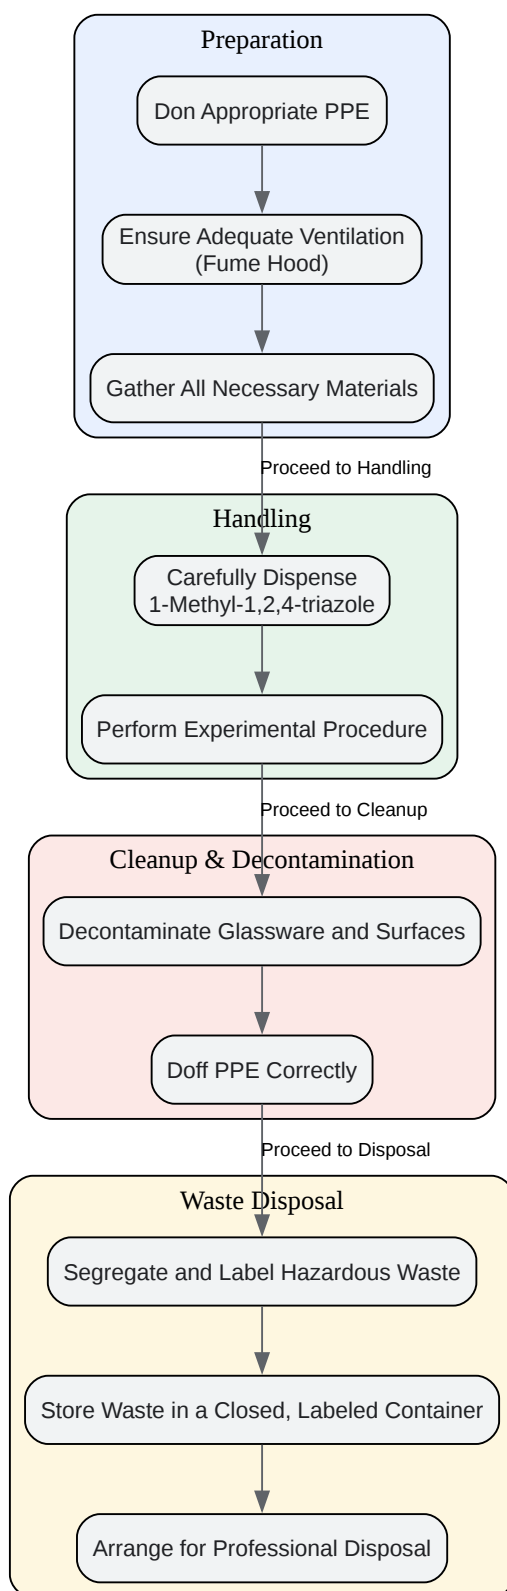 Preparation
Don Appropriate PPE
Ensure Adequate Ventilation
(Fume Hood)
Gather All Necessary Materials
Proceed to Handling
Handling
Carefully Dispense
1-Methyl-1,2,4-triazole
Perform Experimental Procedure
Proceed to Cleanup
Cleanup & Decontamination
Decontaminate Glassware and Surfaces
Doff PPE Correctly
Proceed to Disposal
Waste Disposal
Segregate and Label Hazardous Waste
Store Waste in a Closed, Labeled Container
Arrange for Professional Disposal